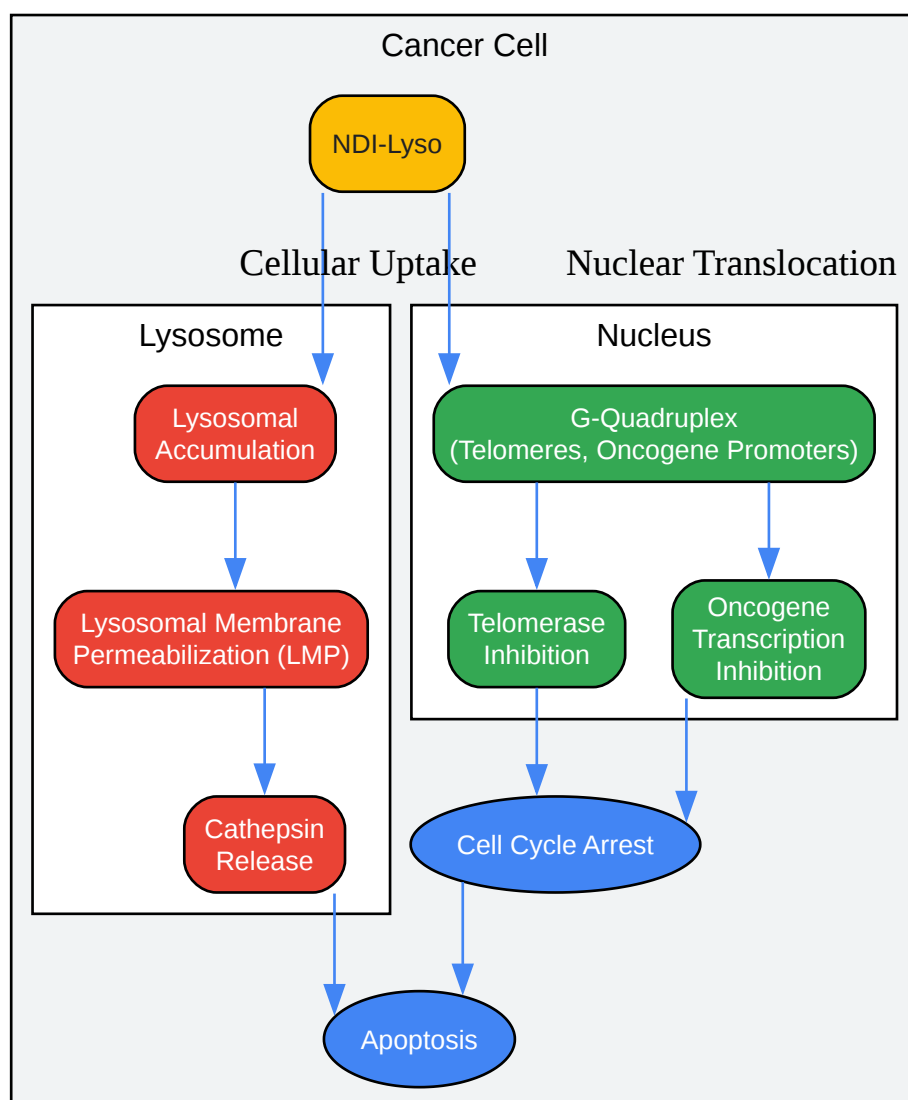 Cancer Cell
NDI-Lyso
Cellular Uptake
Nuclear Translocation
Lysosome
Nucleus
Lysosomal
Accumulation
G-Quadruplex
(Telomeres, Oncogene Promoters)
Lysosomal Membrane
Permeabilization (LMP)
Telomerase
Inhibition
Oncogene
Transcription
Inhibition
Cathepsin
Release
Cell Cycle Arrest
Apoptosis